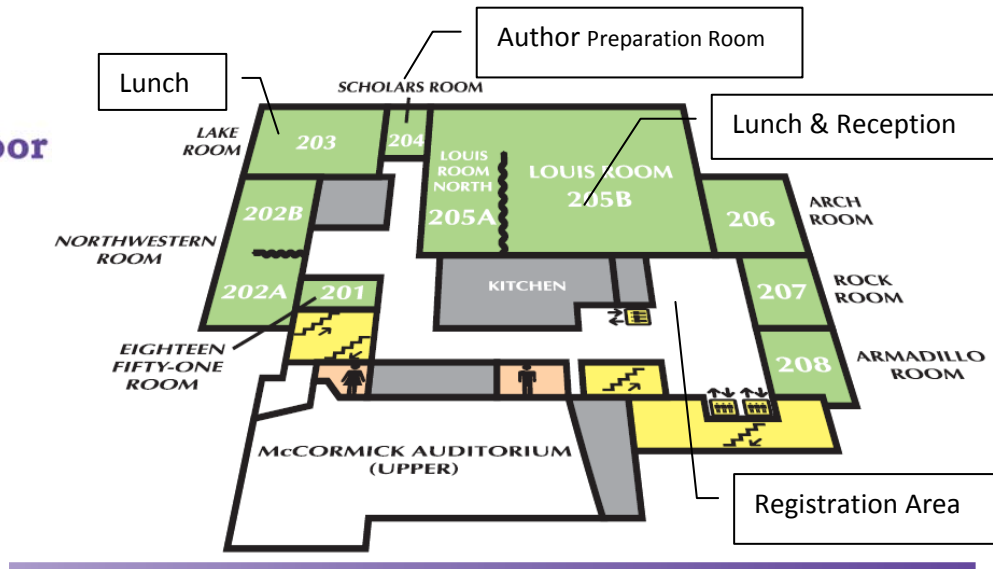 Author Preparation Room
Lunch
SCHOLARS ROOM
oor
LAKE
ROOM
203
204
Lunch & Reception
LOUIS
ROOM
NORTH
205A
LOUIS ROOM
205B
202B
206
ARCH
ROOM
NORTHWESTERN
ROOM
202A
201
KITCHEN
207
ROCK
ROOM
EIGHTEEN
FIFTY-ONE
ROOM
208
ARMADILLO
ROOM
McCORMICK AUDITORIUM
(UPPER)
Registration Area